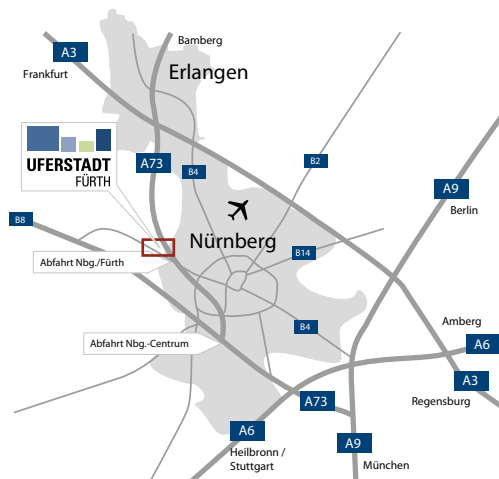 Bamberg
A3
Frankfurt
Erlangen
UFERSTADT
FÜRTH
A73
B4
B2
A9
Berlin
B8
Nürnberg
B14
Abfahrt Nbg./Fürth
Amberg
B4
A6
Abfahrt Nbg.-Centrum
A3
Regensburg
A73
A6
Heilbronn /
Stuttgart
A9
München